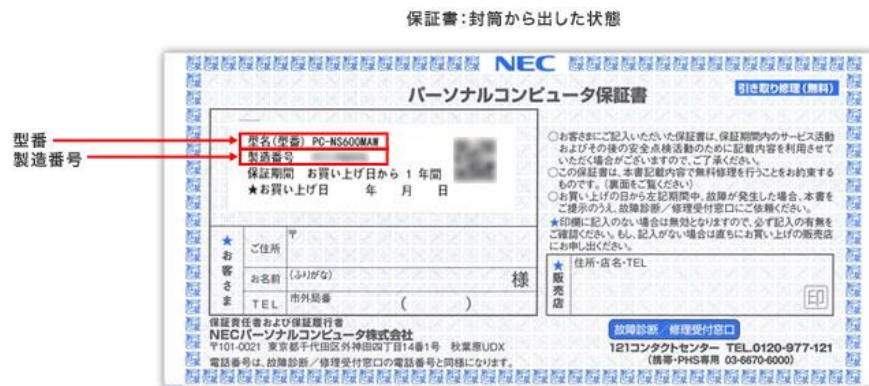 保証書:封筒から出した状態
NEC
パーソナルコンピュータ保証書
引き取り修理(無料)
型番
製造番号
型名(型番) PC-NS600MAW
製造番号
保証期間 お買い上げ日から 1 年間
★お買い上げ日 年 月 日
○お客さまにご記入いただいた保証書は、保証期間内のサービス活動
およびその後の安全点検活動のために記載内容を利用させて
いただく場合がございますので、ご了承ください。
○この保証書は、本書記載内容で無料修理を行うことをお約束する
ものです。(裏面をご覧ください)
○お買い上げの日から左記期間中、故障が発生した場合、本書を
ご提示のうえ、故障診断/修理受付窓口にご依頼ください。
★印欄に記入のない場合は無効となりますので、必ず記入の有無を
ご確認ください。もし、記入がない場合は直ちにお買い上げの販売店
にお申し出ください。
★お客さま
ご住所 〒
お名前 (ふりがな) 様
TEL 市外局番 ( )
★販売店
住所・店名・TEL
印
保証責任者および保証履行者
NECパーソナルコンピュータ株式会社
〒101-0021 東京都千代田区外神田四丁目14番1号 秋葉原UDX
電話番号は、故障診断/修理受付窓口の電話番号と同様になります。
故障診断/修理受付窓口
121コンタクトセンター TEL.0120-977-121
(携帯・PHS専用 03-6670-6000)